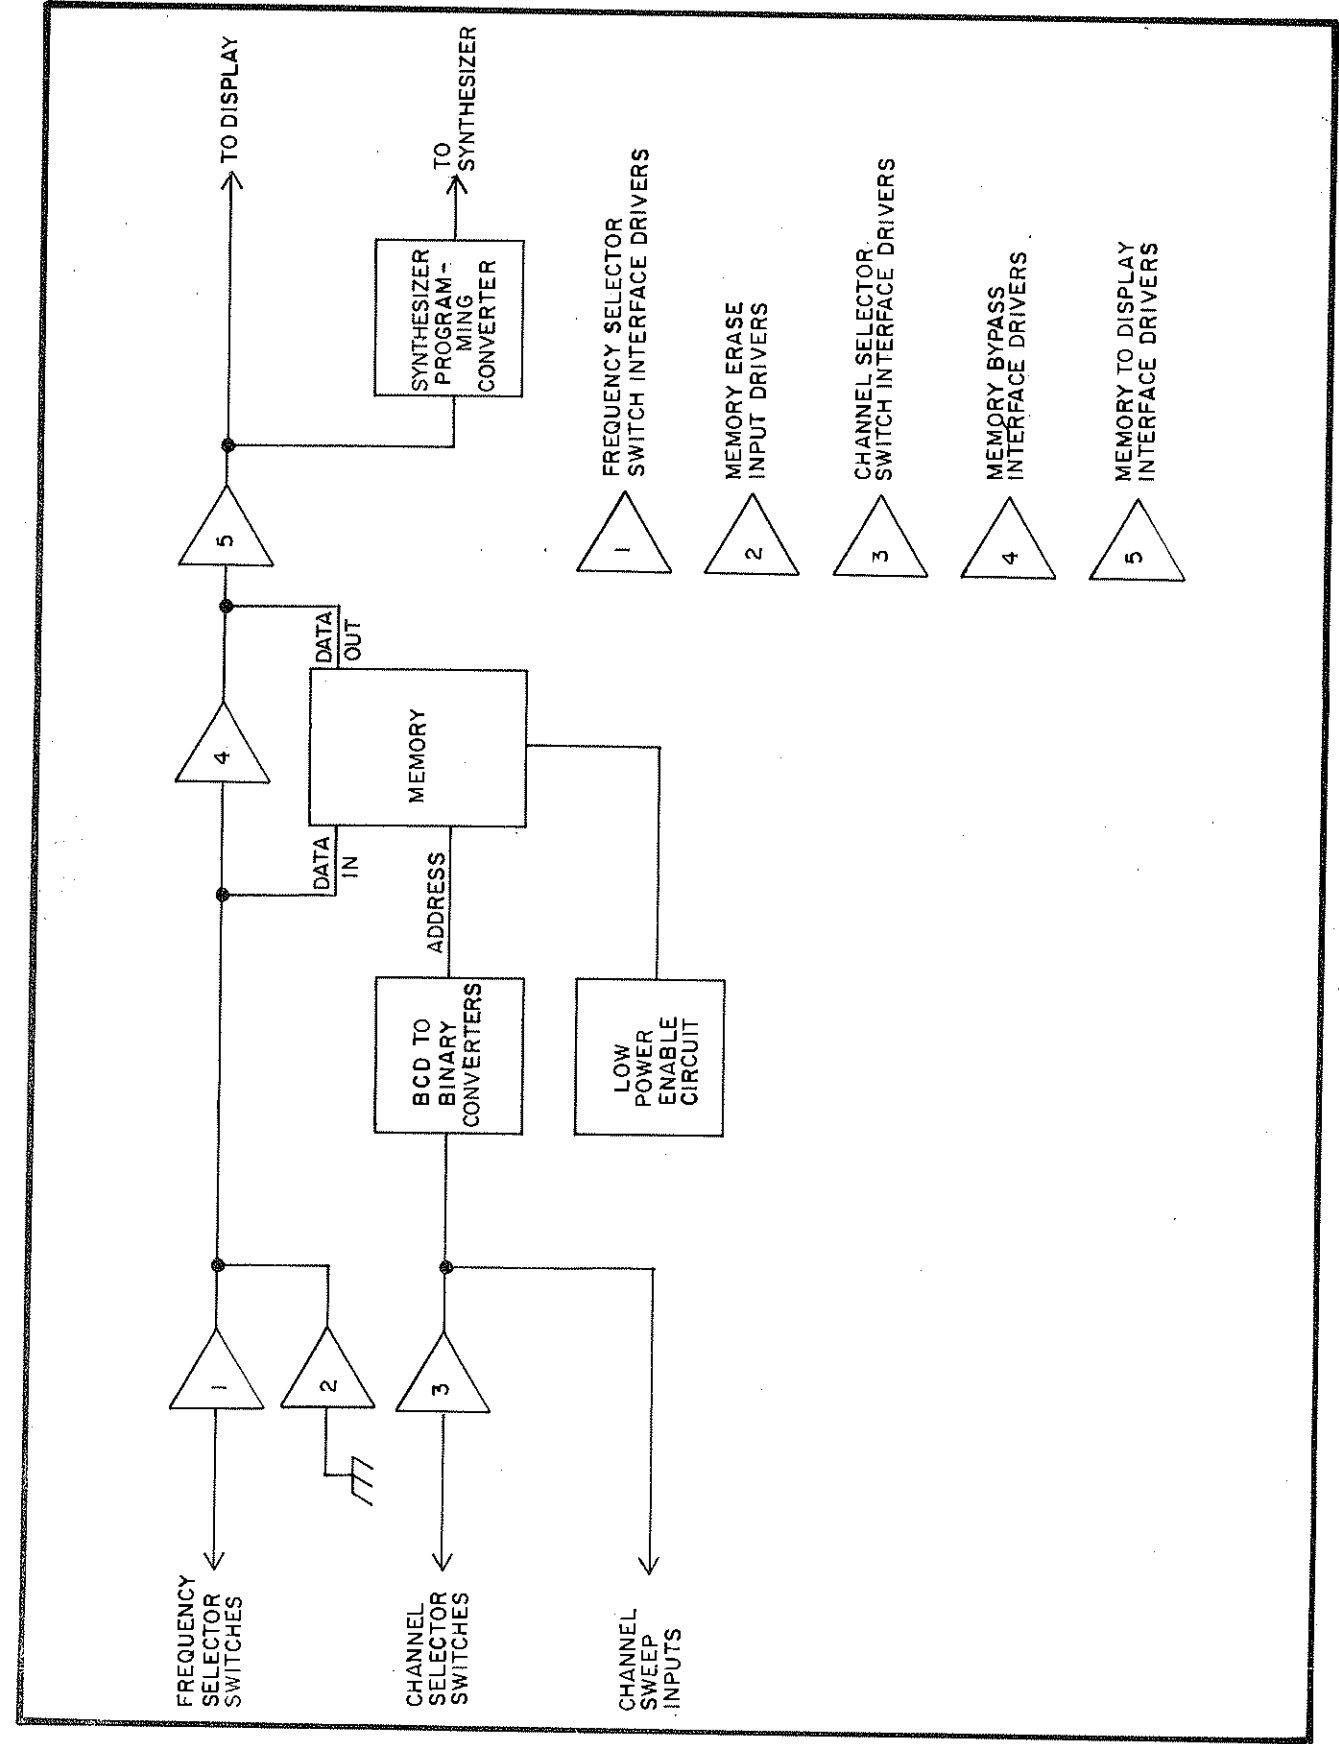 FREQUENCY
SELECTOR
SWITCHES
1
2
CHANNEL
SELECTOR
SWITCHES
3
CHANNEL
SWEEP
INPUTS
BCD TO
BINARY
CONVERTERS
LOW
POWER
ENABLE
CIRCUIT
ADDRESS
DATA
IN
MEMORY
DATA
OUT
4
5
TO DISPLAY
SYNTHESIZER
PROGRAM-
MING
CONVERTER
TO
SYNTHESIZER
1
FREQUENCY SELECTOR
SWITCH INTERFACE DRIVERS
2
MEMORY ERASE
INPUT DRIVERS
3
CHANNEL SELECTOR
SWITCH INTERFACE DRIVERS
4
MEMORY BYPASS
INTERFACE DRIVERS
5
MEMORY TO DISPLAY
INTERFACE DRIVERS